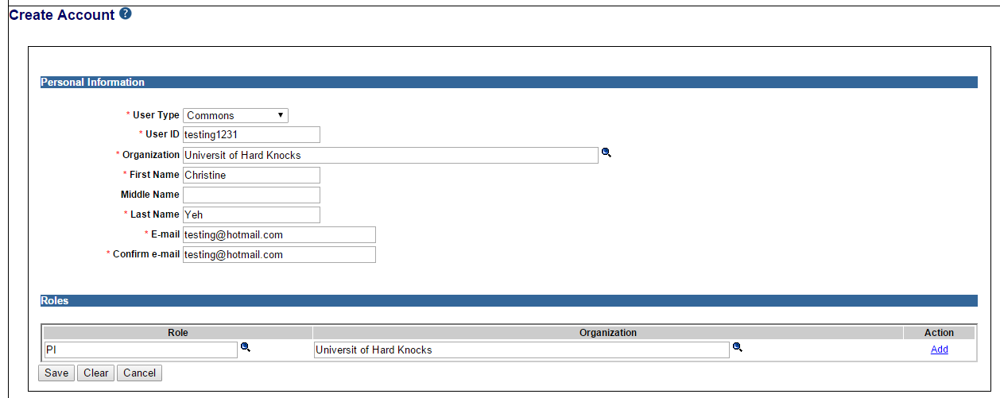 Create Account ?
Personal Information
* User Type Commons
* User ID testing1231
* Organization Universit of Hard Knocks
* First Name Christine
Middle Name
* Last Name Yeh
* E-mail testing@hotmail.com
* Confirm e-mail testing@hotmail.com
Roles
Role Organization Action
PI Universit of Hard Knocks Add
Save Clear Cancel